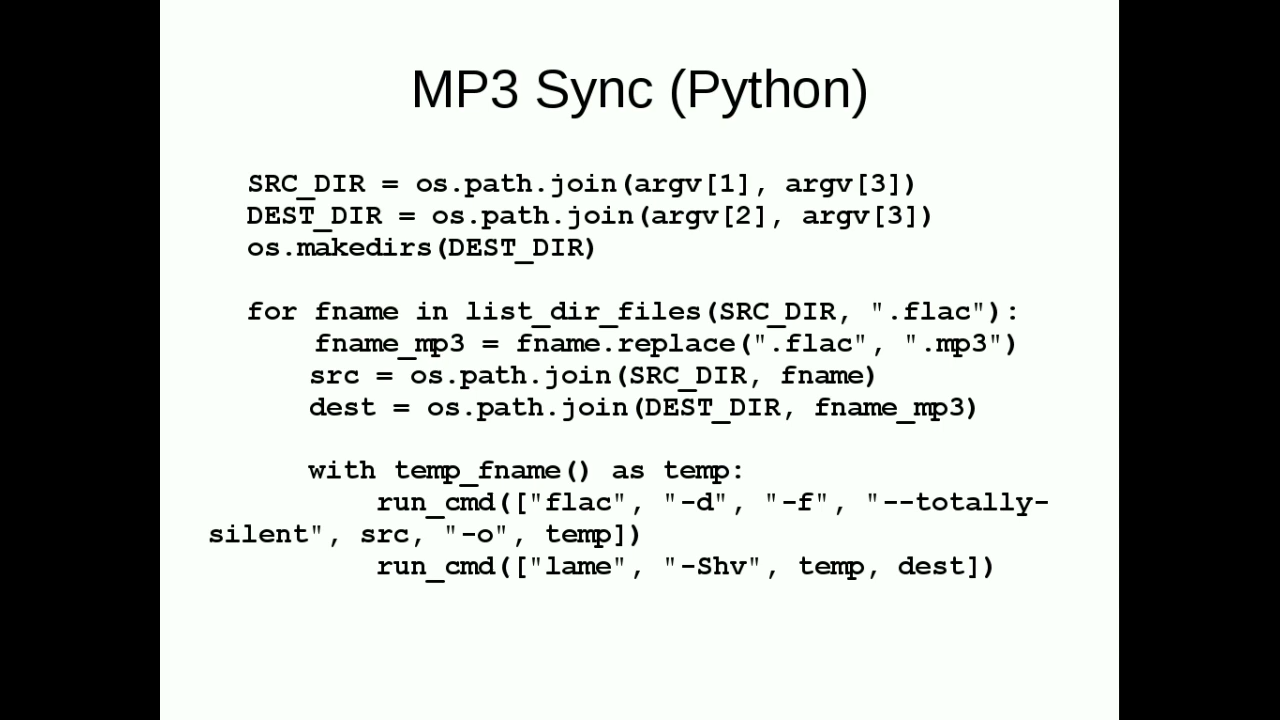 MP3 Sync (Python)
SRC_DIR = os.path.join(argv[1], argv[3])
DEST_DIR = os.path.join(argv[2], argv[3])
os.makedirs(DEST_DIR)
for fname in list_dir_files(SRC_DIR, ".flac"):
fname_mp3 = fname.replace(".flac", ".mp3")
src = os.path.join(SRC_DIR, fname)
dest = os.path.join(DEST_DIR, fname_mp3)
with temp_fname() as temp:
run_cmd(["flac", "-d", "-f", "--totally-
silent", src, "-o", temp])
run_cmd(["lame", "-Shv", temp, dest])